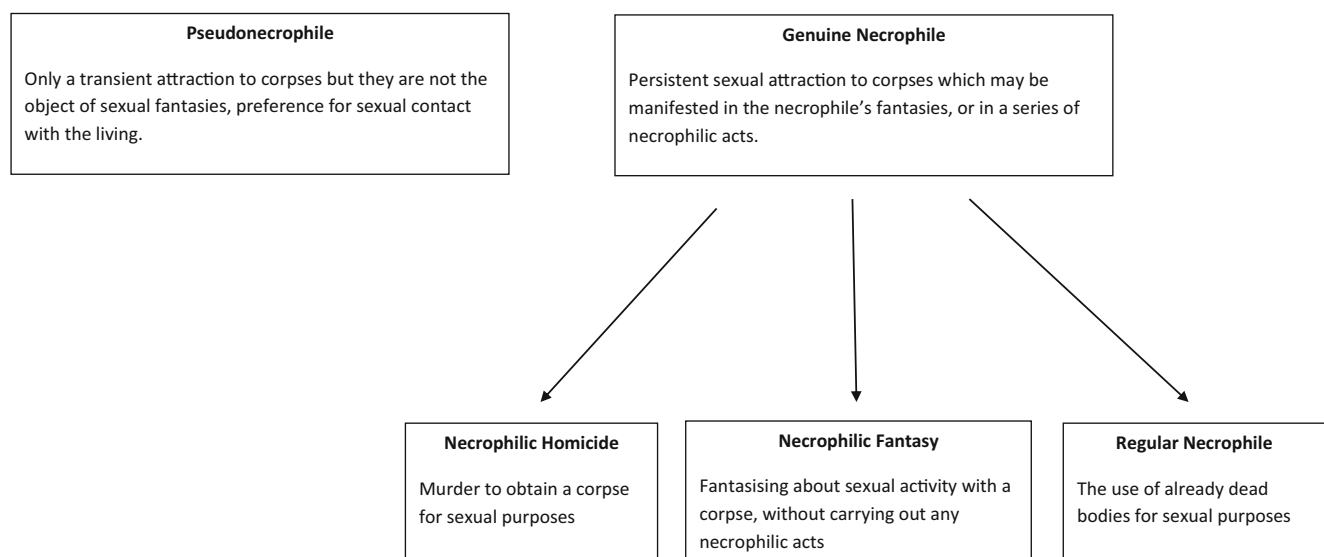 Pseudonecrophile
Only a transient attraction to corpses but they are not the
object of sexual fantasies, preference for sexual contact
with the living.
Genuine Necrophile
Persistent sexual attraction to corpses which may be
manifested in the necrophile's fantasies, or in a series of
necrophilic acts.
Necrophilic Homicide
Murder to obtain a corpse
for sexual purposes
Necrophilic Fantasy
Fantasising about sexual activity with a
corpse, without carrying out any
necrophilic acts
Regular Necrophile
The use of already dead
bodies for sexual purposes